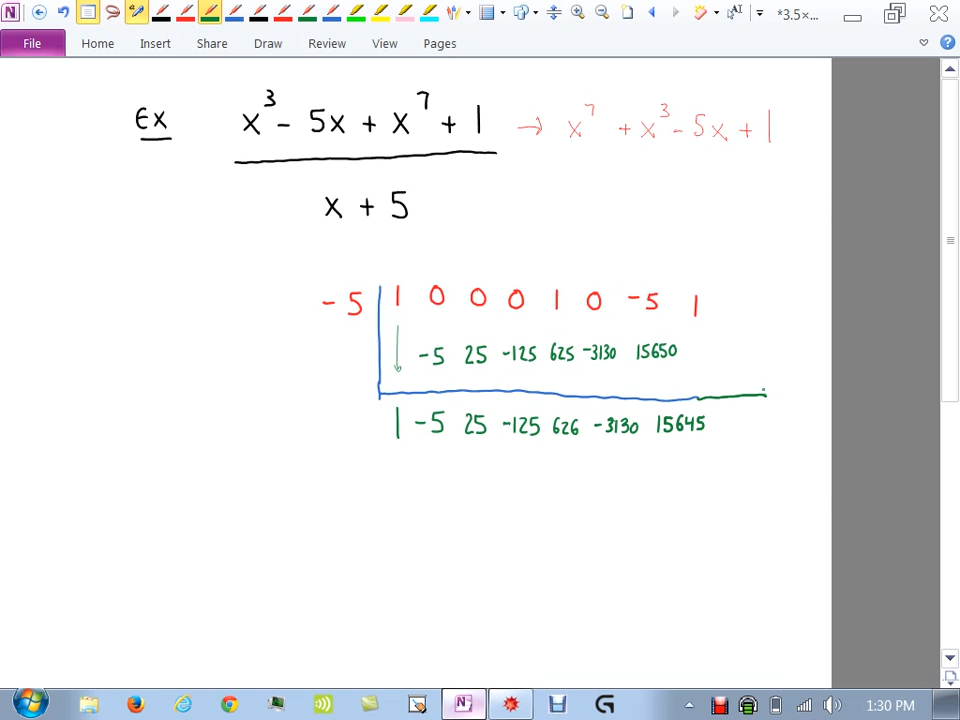 *3.5×...
File Home Insert Share Draw Review View Pages
Ex x³ - 5x + x⁷ + 1 → x⁷ + x³ - 5x + 1
x + 5
-5 | 1 0 0 0 1 0 -5 1
-5 25 -125 625 -3130 15650
1 -5 25 -125 626 -3130 15645
1:30 PM